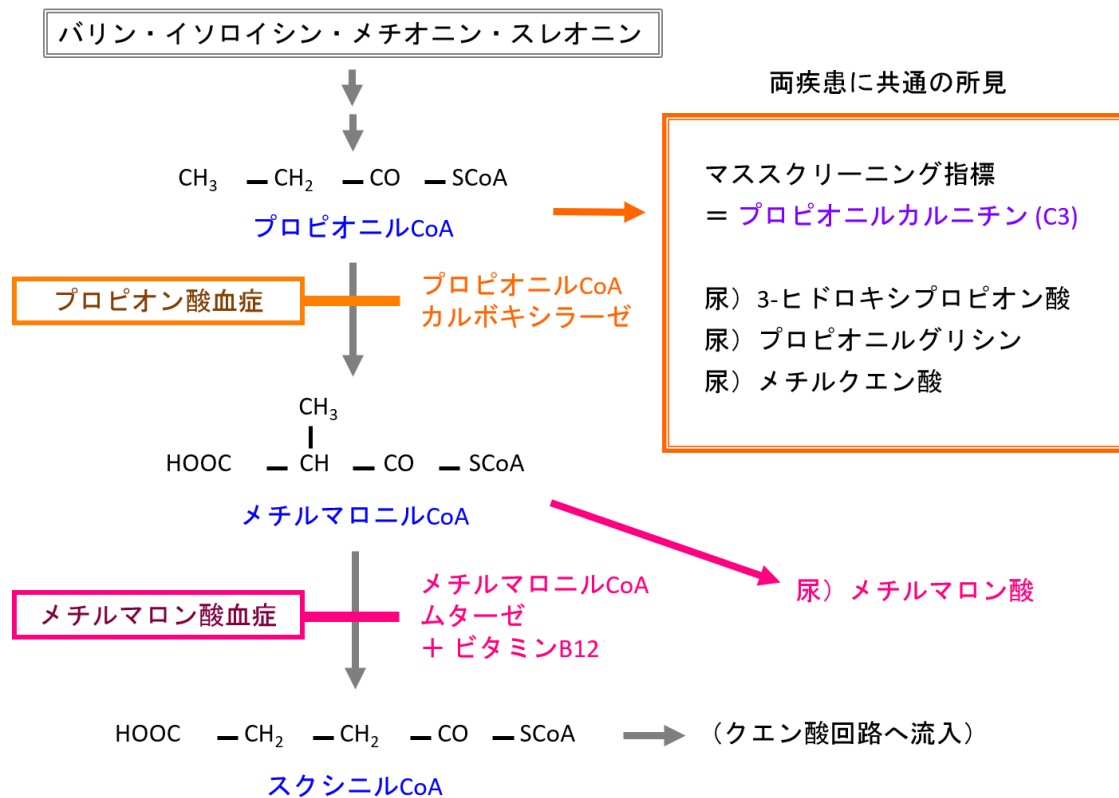 バリン・イソロイシン・メチオニン・スレオニン
両疾患に共通の所見
CH₃ — CH₂ — CO — SCoA
プロピオニルCoA
マススクリーニング指標
＝ プロピオニルカルニチン (C3)
尿）3-ヒドロキシプロピオン酸
尿）プロピオニルグリシン
尿）メチルクエン酸
プロピオン酸血症
プロピオニルCoA
カルボキシラーゼ
CH₃
HOOC — CH — CO — SCoA
メチルマロニルCoA
尿）メチルマロン酸
メチルマロン酸血症
メチルマロニルCoA
ムターゼ
＋ ビタミンB12
HOOC — CH₂ — CH₂ — CO — SCoA
（クエン酸回路へ流入）
スクシニルCoA